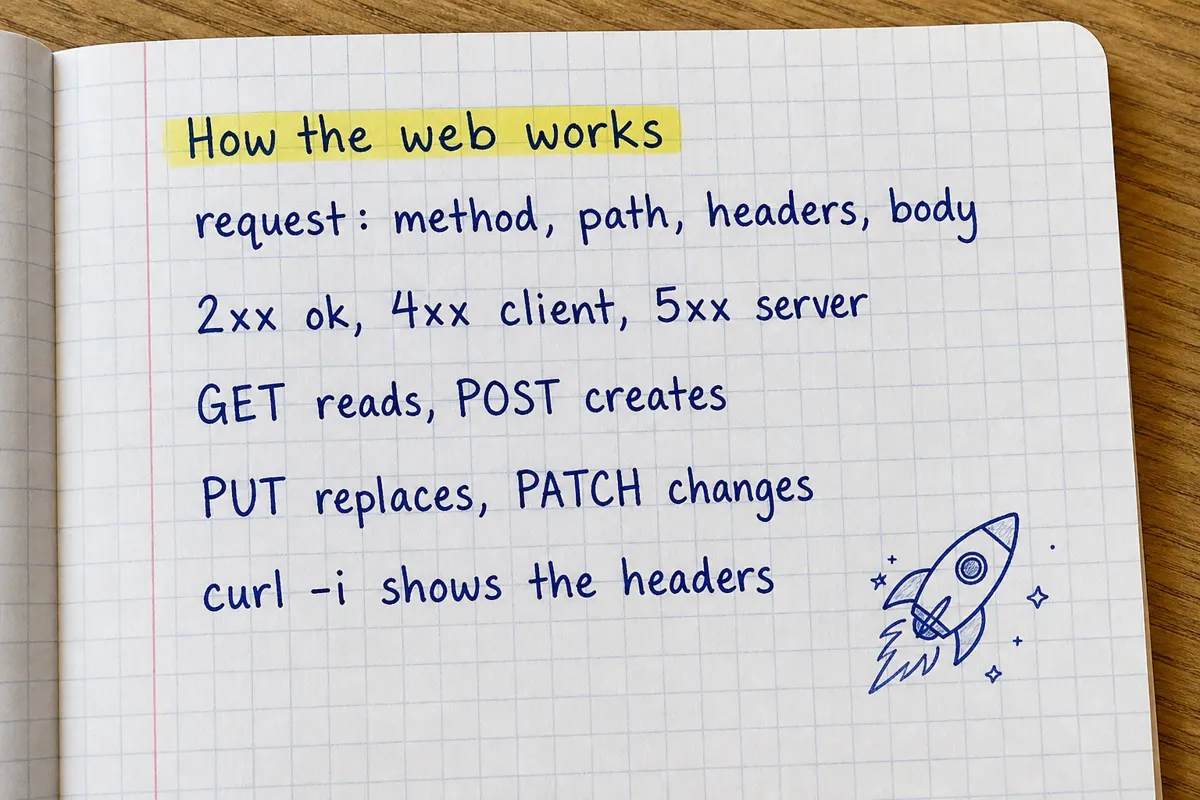 How the web works
request: method, path, headers, body
2xx ok, 4xx client, 5xx server
GET reads, POST creates
PUT replaces, PATCH changes
curl -i shows the headers